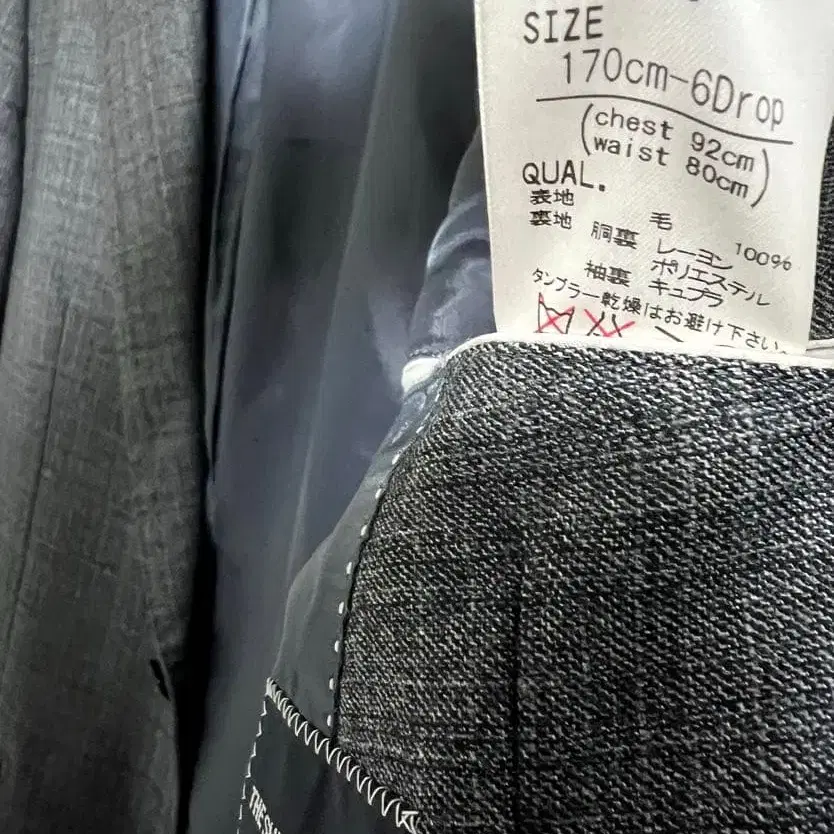 SIZE
170cm-6Drop
(chest 92cm
waist 80cm)
QUAL.
表地 毛 100%
裏地 胴裏 レーヨン
ポリエステル
袖裏 キュプラ
タンブラー乾燥はお避け下さい。
THE